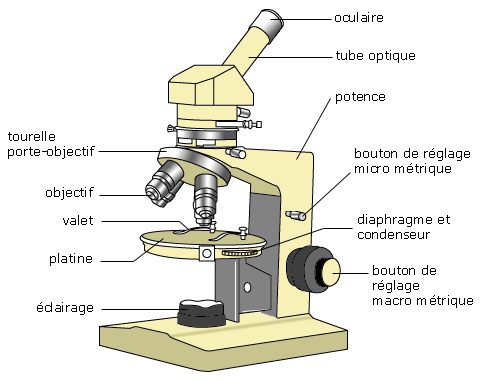 oculaire
tube optique
potence
tourelle
porte-objectif
bouton de réglage
micro métrique
objectif
valet
diaphragme et
condenseur
platine
bouton de
réglage
macro métrique
éclairage